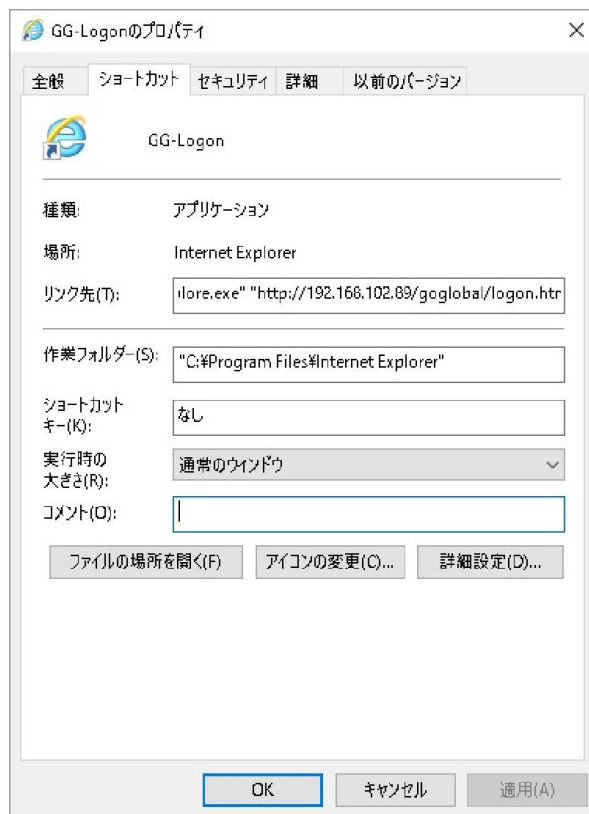 GG-Logonのプロパティ
全般 ショートカット セキュリティ 詳細 以前のバージョン
GG-Logon
種類: アプリケーション
場所: Internet Explorer
リンク先(T): lore.exe" "http://192.168.102.89/goglobal/logon.htr
作業フォルダー(S): "C:¥Program Files¥Internet Explorer"
ショートカット
キー(K): なし
実行時の
大きさ(R): 通常のウィンドウ
コメント(O):
ファイルの場所を開く(F) アイコンの変更(C)... 詳細設定(D)...
OK キャンセル 適用(A)